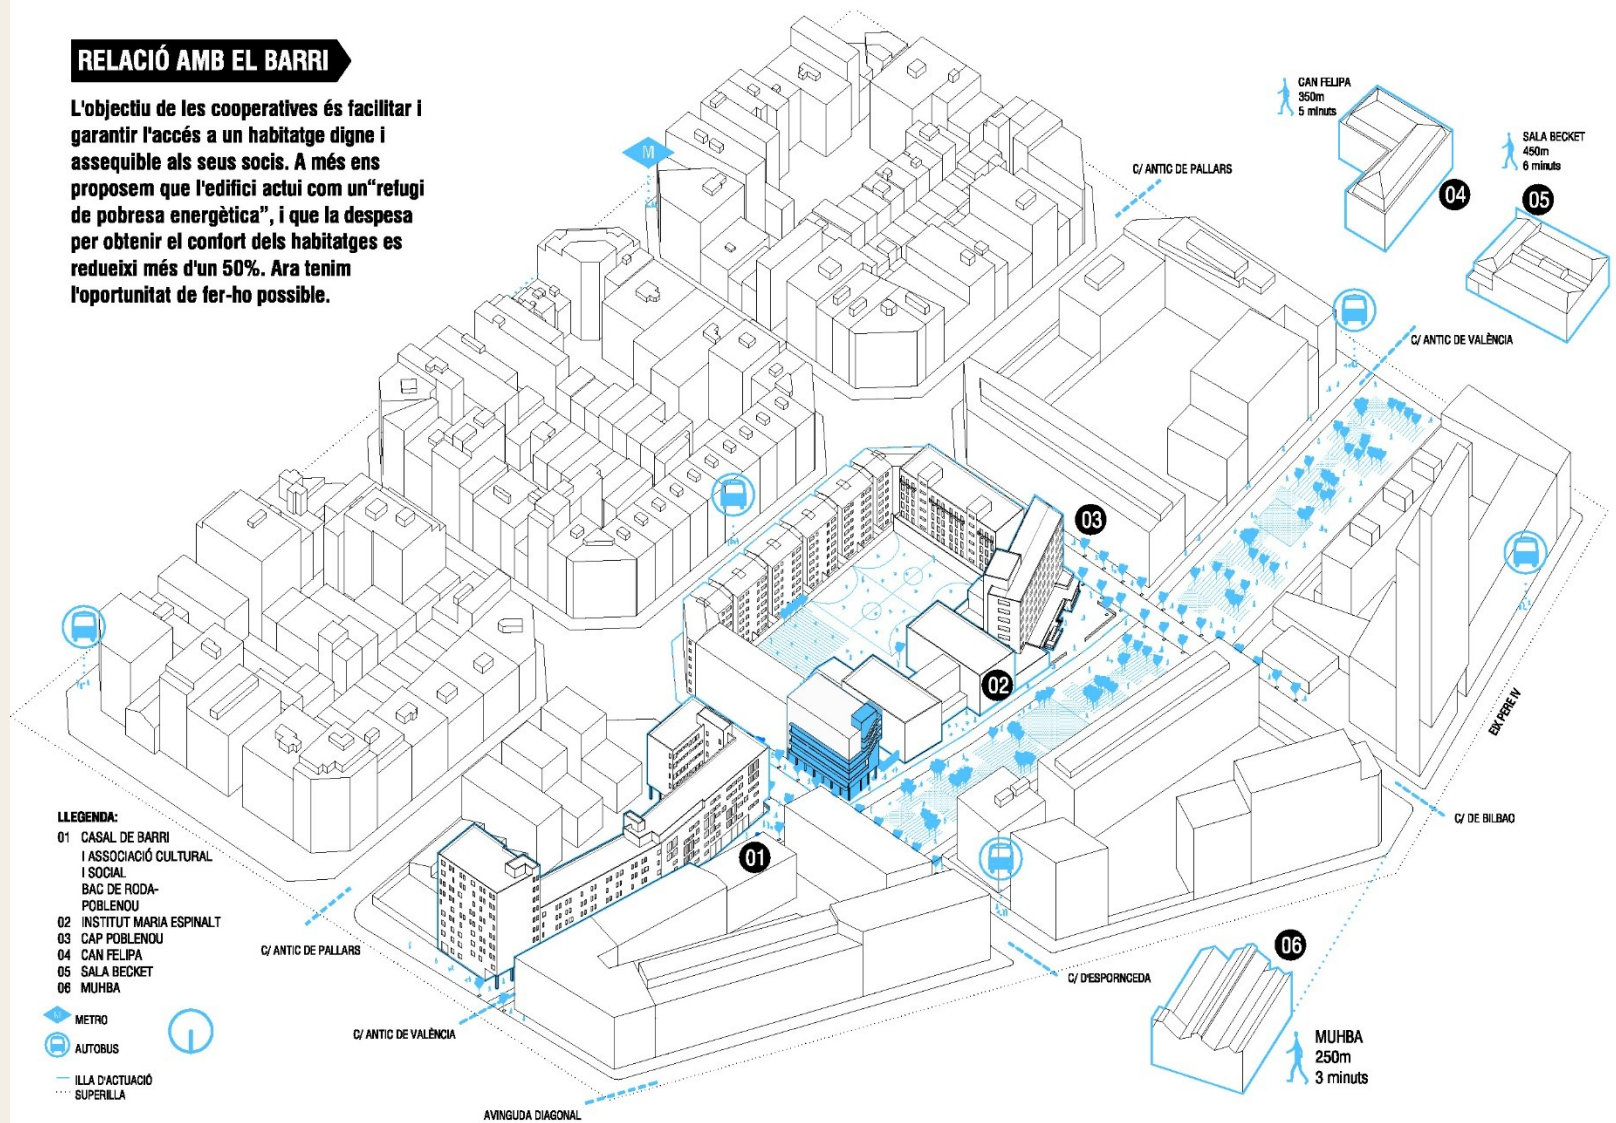 RELACIÓ AMB EL BARRI
L'objectiu de les cooperatives és facilitar i
garantir l'accés a un habitatge digne i
assequible als seus socis. A més ens
proposem que l'edifici actui com un“refugi
de pobresa energètica”, i que la despesa
per obtenir el confort dels habitatges es
redueixi més d'un 50%. Ara tenim
l'oportunitat de fer-ho possible.
M
CAN FELIPA
350m
5 minuts
04
SALA BECKET
450m
6 minuts
05
C/ ANTIC DE PALLARS
C/ ANTIC DE VALÈNCIA
03
02
01
EIX PERE IV
C/ DE BILBAO
C/ D'ESPORNCEDA
06
MUHBA
250m
3 minuts
C/ ANTIC DE PALLARS
C/ ANTIC DE VALÈNCIA
AVINGUDA DIAGONAL
LLEGENDA:
01 CASAL DE BARRI
I ASSOCIACIÓ CULTURAL
I SOCIAL
BAC DE RODA-
POBLENOU
02 INSTITUT MARIA ESPINALT
03 CAP POBLENOU
04 CAN FELIPA
05 SALA BECKET
06 MUHBA
M METRO
AUTOBUS
ILLA D'ACTUACIÓ
SUPERILLA